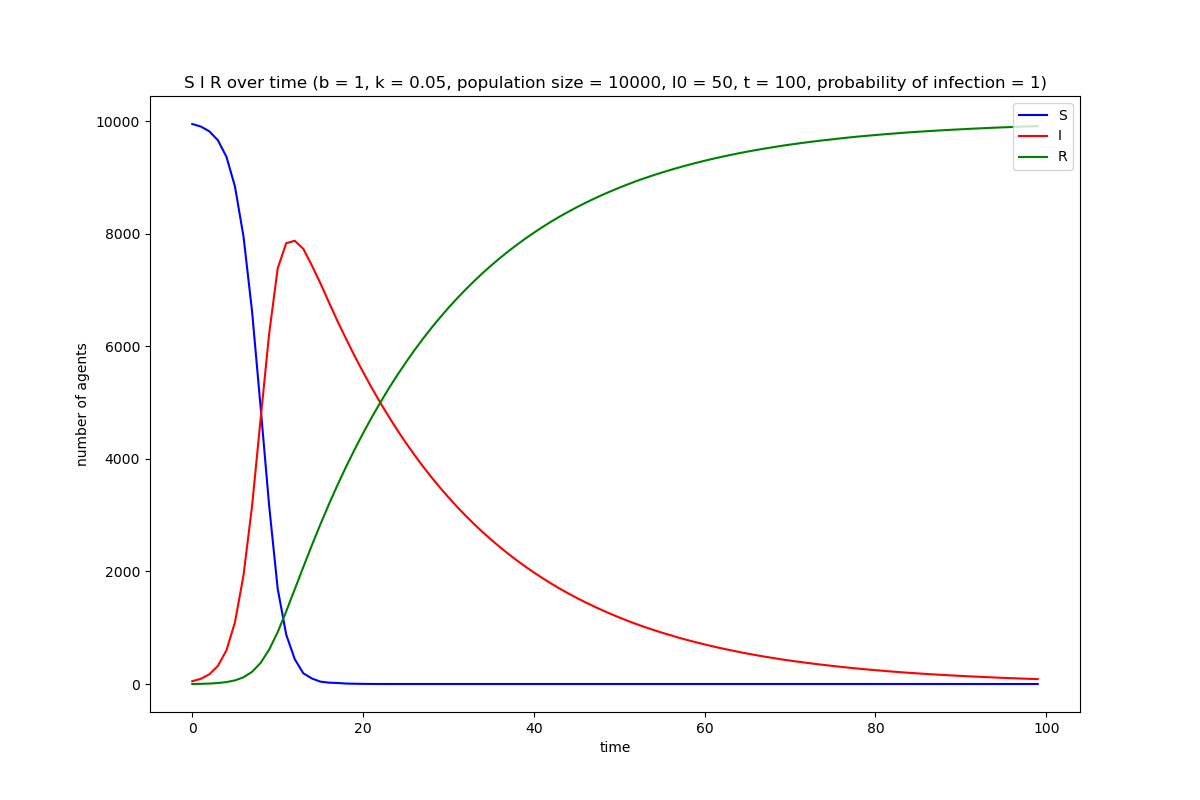 S I R over time (b = 1, k = 0.05, population size = 10000, I0 = 50, t = 100, probability of infection = 1)
S
I
R
10000
8000
6000
4000
2000
0
number of agents
0 20 40 60 80 100
time